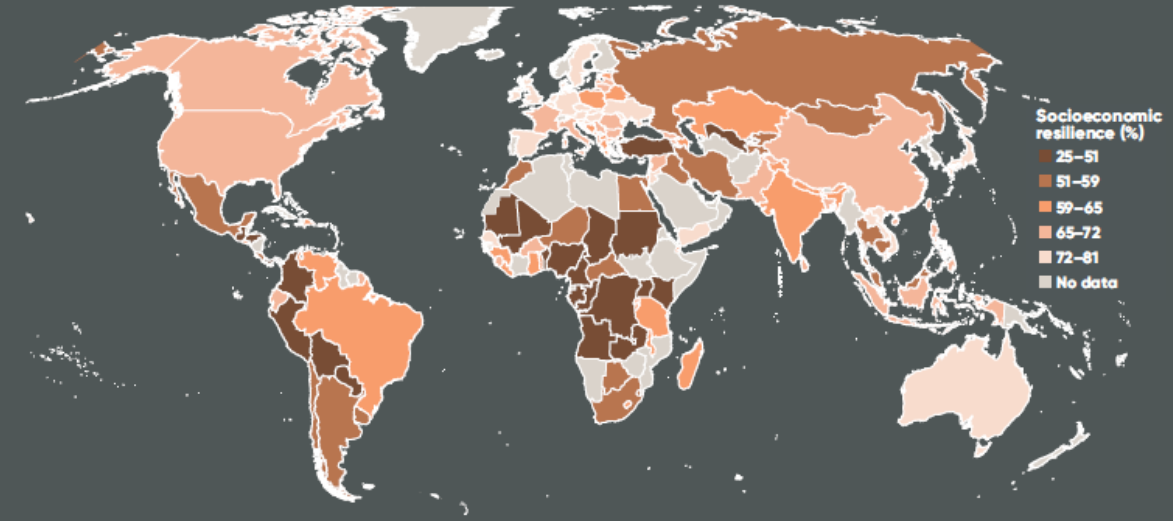 Socioeconomic
resilience (%)
25–51
51–59
59–65
65–72
72–81
No data